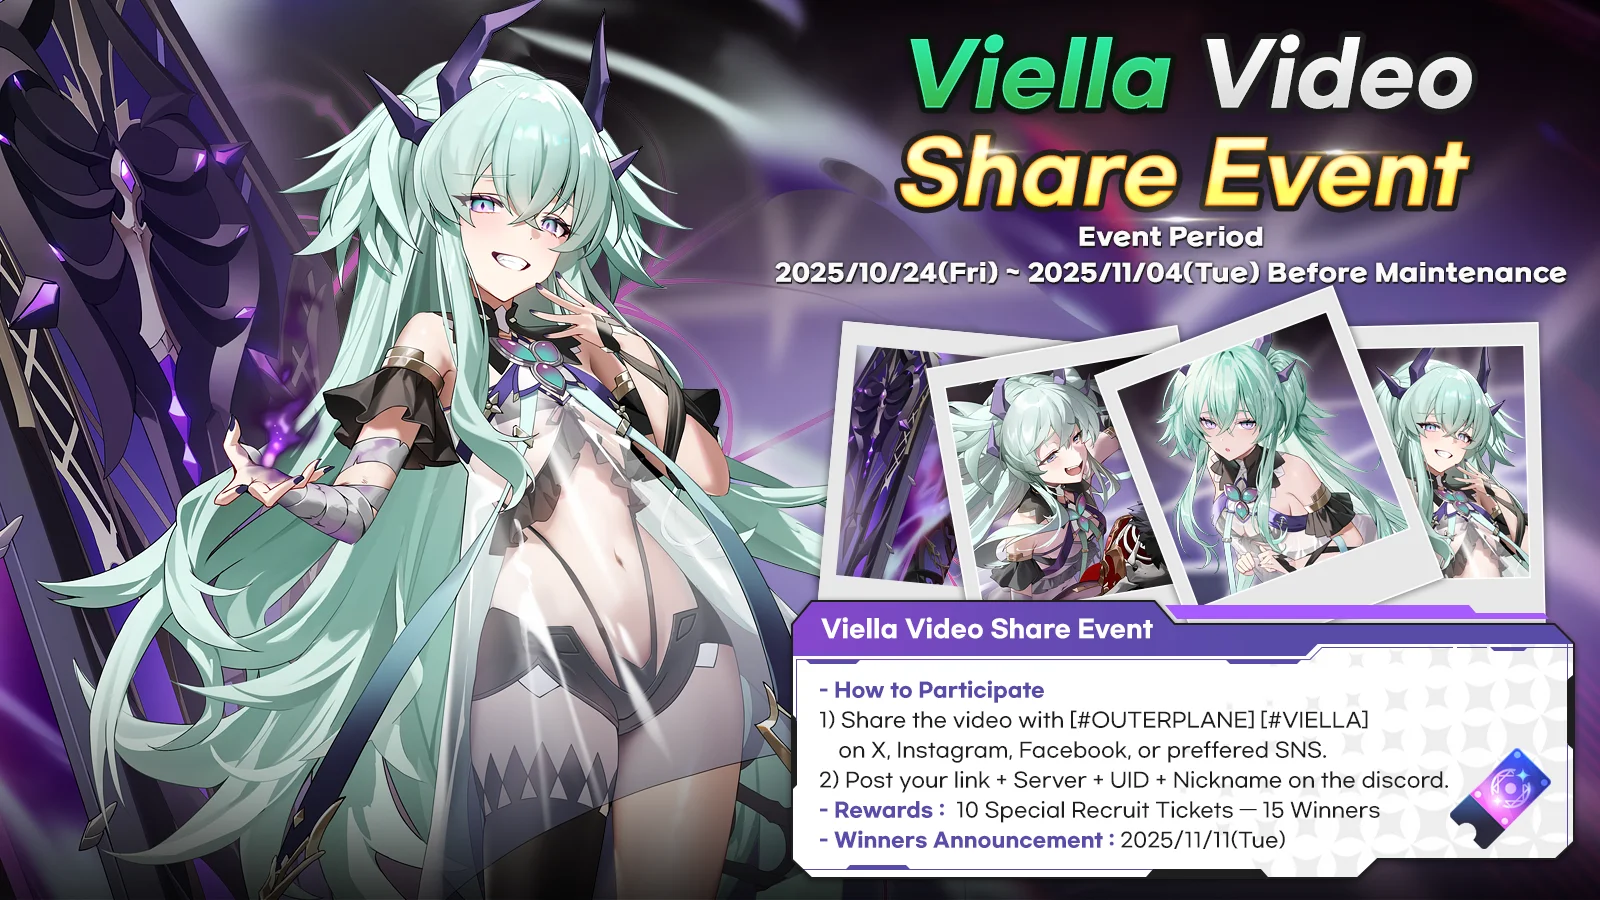 Viella Video
Share Event
Event Period
2025/10/24(Fri) ~ 2025/11/04(Tue) Before Maintenance
Viella Video Share Event
- How to Participate
1) Share the video with [#OUTERPLANE] [#VIELLA]
on X, Instagram, Facebook, or preffered SNS.
2) Post your link + Server + UID + Nickname on the discord.
- Rewards : 10 Special Recruit Tickets — 15 Winners
- Winners Announcement : 2025/11/11(Tue)